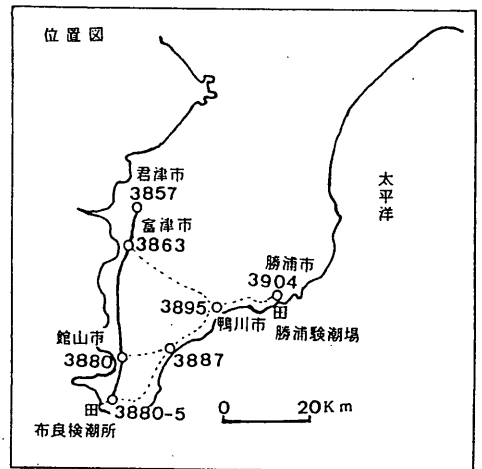 位置図
君津市
3857
富津市
3863
太平洋
勝浦市
3904
田
勝浦験潮場
3895
鴨川市
館山市
3880
3887
田
3880-5
布良検潮所
0 20Km